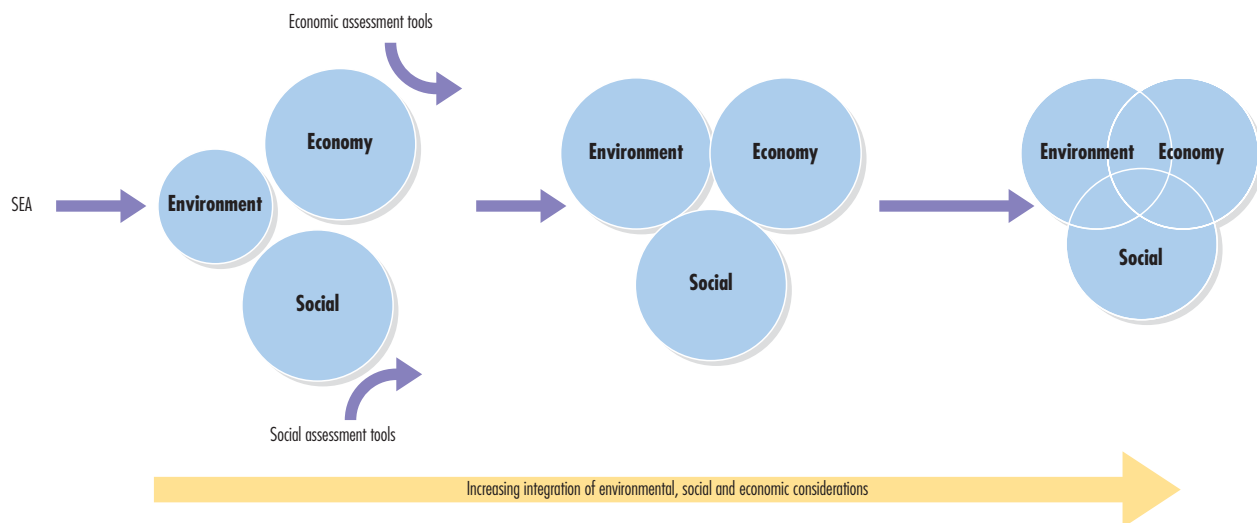 Economic assessment tools
Economy
Environment
SEA
Social
Social assessment tools
Environment
Economy
Social
Environment
Economy
Social
Increasing integration of environmental, social and economic considerations